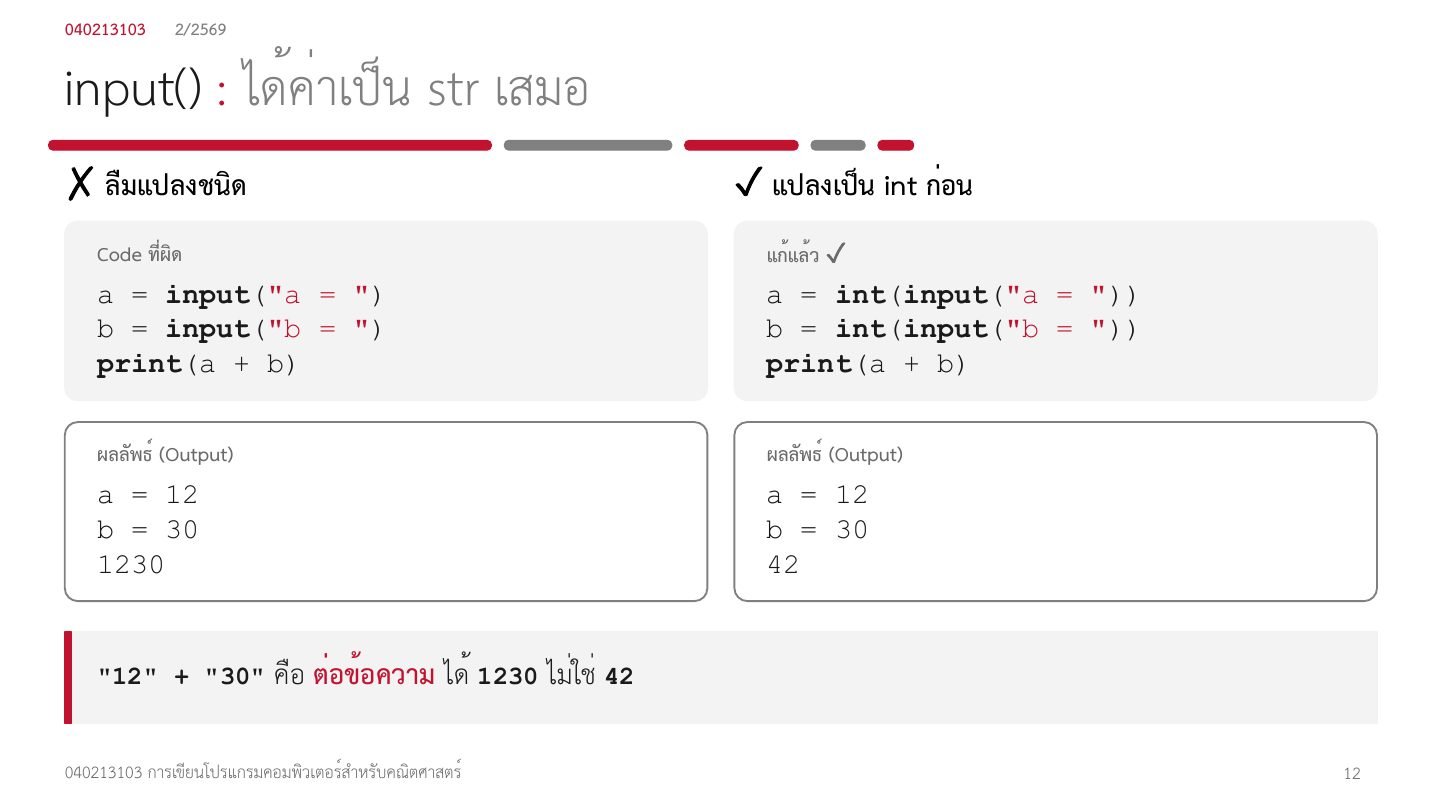 040213103 2/2569
input() : ได้ค่าเป็น str เสมอ
✗ ลืมแปลงชนิด
Code ที่ผิด
a = input("a = ")
b = input("b = ")
print(a + b)
ผลลัพธ์ (Output)
a = 12
b = 30
1230
✓ แปลงเป็น int ก่อน
แก้แล้ว ✓
a = int(input("a = "))
b = int(input("b = "))
print(a + b)
ผลลัพธ์ (Output)
a = 12
b = 30
42
"12" + "30" คือ ต่อข้อความ ได้ 1230 ไม่ใช่ 42
040213103 การเขียนโปรแกรมคอมพิวเตอร์สำหรับคณิตศาสตร์ 12